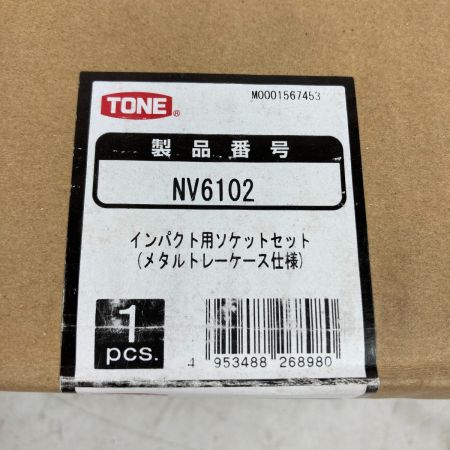 TONE®
M0001567453
製品番号
NV6102
インパクト用ソケットセット
(メタルトレーケース仕様)
1
pcs.
4 953488 268980